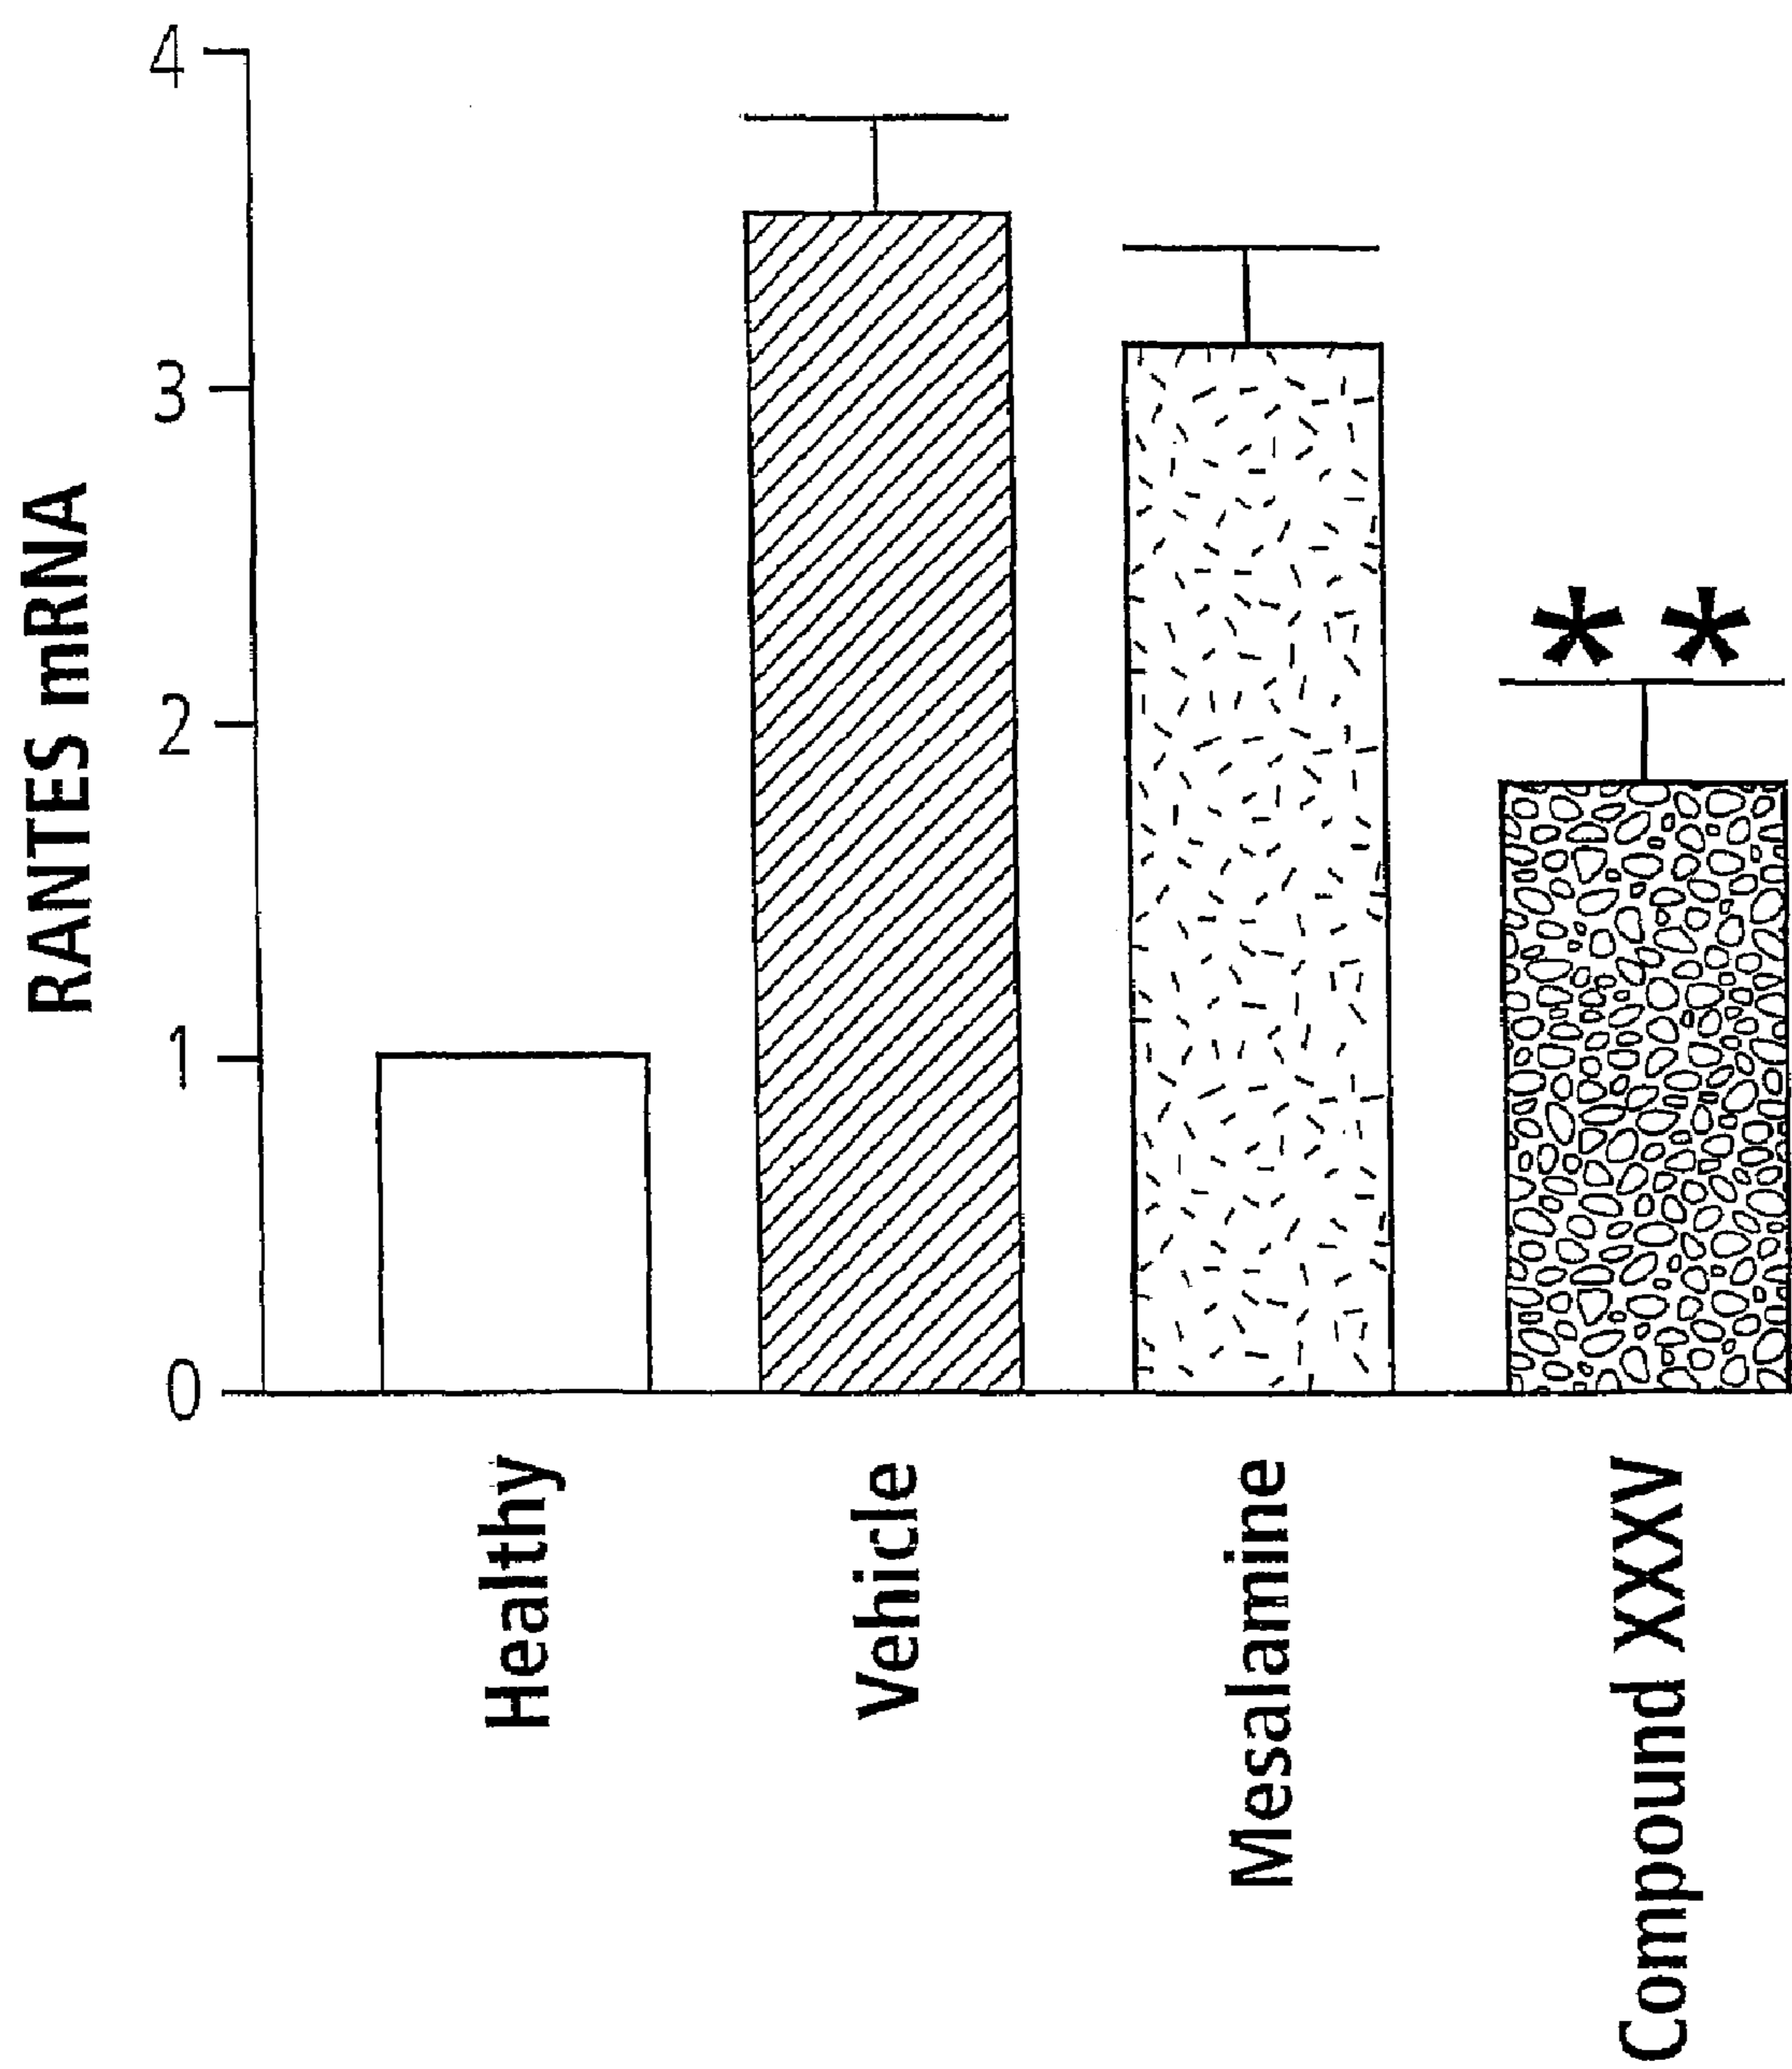 RANTES mRNA
4
3
2
1
0
**
Healthy
Vehicle
Mesalamine
Compound XXXV